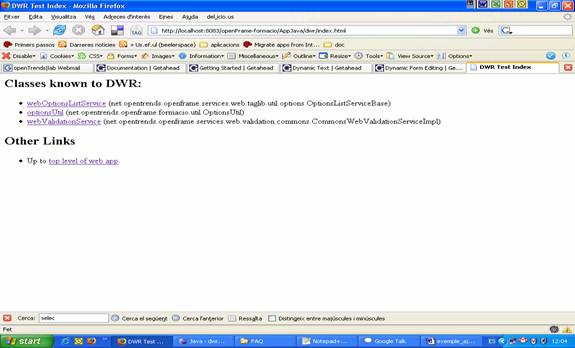 DWR Test Index - Mozilla Firefox
Fitxer Edita Visualitza Vés Adreces d'interès Eines Ajuda del.icio.us
http://localhost:8083/openFrame-formacio/AppJava/dwr/index.html Vés
Primers passos Darreres notícies Us.ef.ul (beelerspace) aplicacions Migrate apps from Int... doc
Disable Cookies CSS Forms Images Information Miscellaneous Outline Resize Tools View Source Options
openTrends|lab Webmail Documentation | Getahead Getting Started | Getahead Dynamic Text | Getahead Dynamic Form Editing | Ge... DWR Test Index
Classes known to DWR:
webOptionsListService (net.opentrends.openframe.services.web.taglib.util.options.OptionsListServiceBase)
optionsUtil (net.opentrends.openframe.formacio.util.OptionsUtil)
webValidationService (net.opentrends.openframe.services.web.validation.commons.CommonsWebValidationServiceImpl)
Other Links
Up to top level of web app.
Cerca: selec Cerca el següent Cerca l'anterior Ressalta Distingeix entre majúscules i minúscules
Fet
start DWR Test ... Java - dwr... FAQ Notepad+... Google Talk exemple_aj... ES 12:04